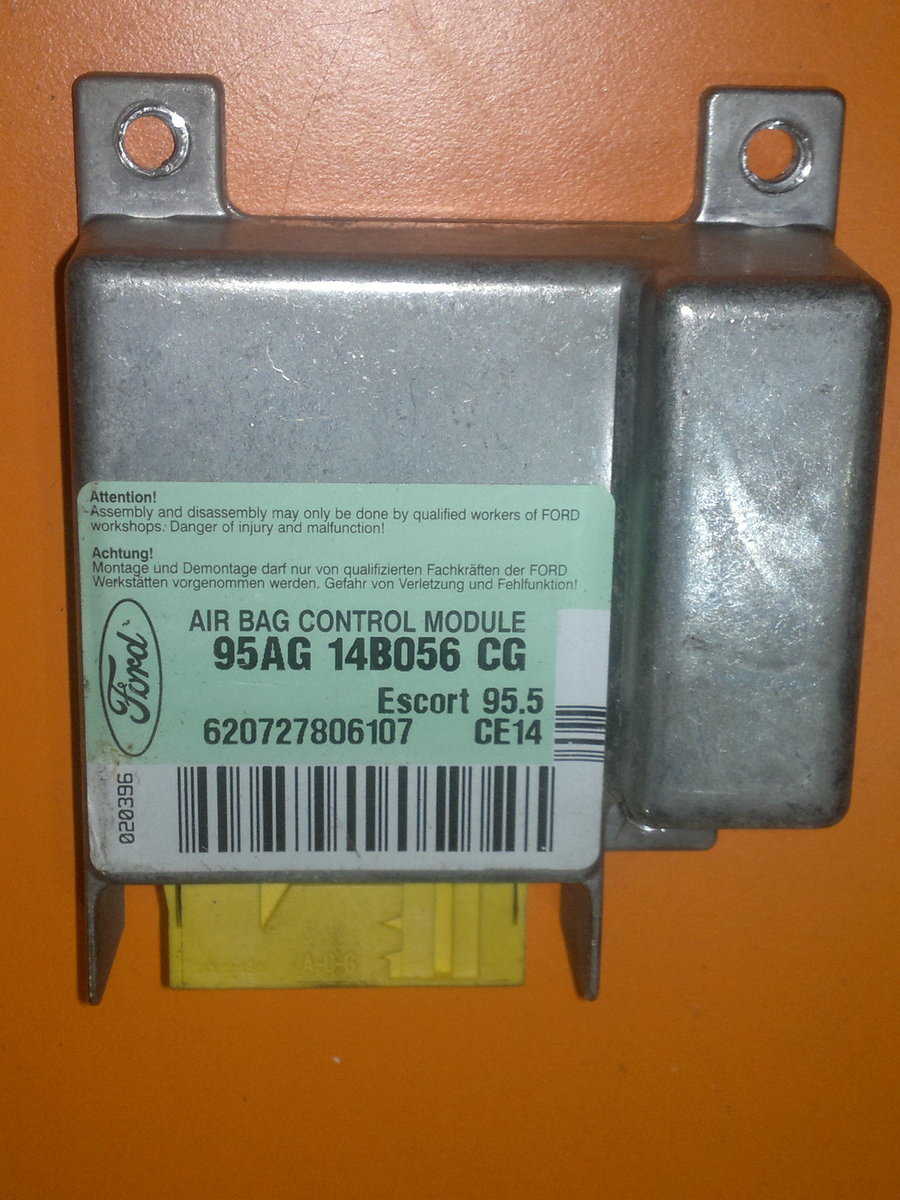 Attention!
Assembly and disassembly may only be done by qualified workers of FORD
workshops. Danger of injury and malfunction!
Achtung!
Montage und Demontage darf nur von qualifizierten Fachkräften der FORD
Werkstätten vorgenommen werden. Gefahr von Verletzung und Fehlfunktion!
Ford
AIR BAG CONTROL MODULE
95AG 14B056 CG
Escort 95.5
620727806107 CE14
020396